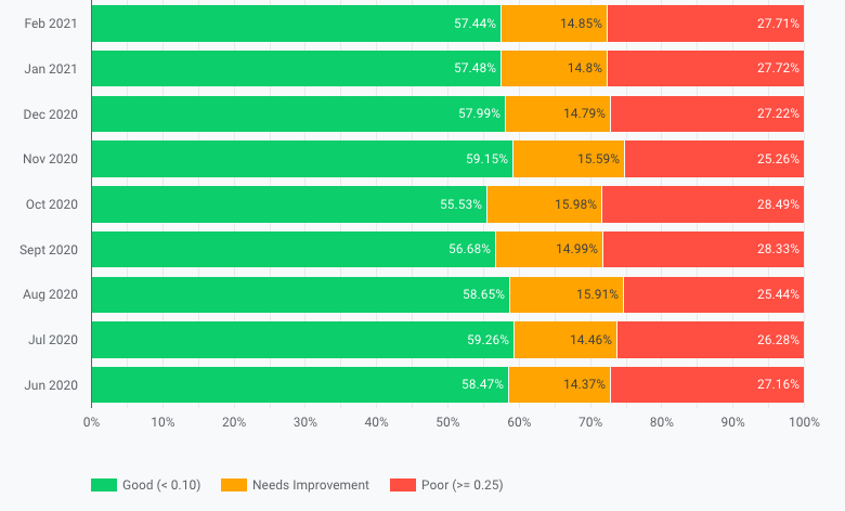 Feb 2021 57.44% 14.85% 27.71%
Jan 2021 57.48% 14.8% 27.72%
Dec 2020 57.99% 14.79% 27.22%
Nov 2020 59.15% 15.59% 25.26%
Oct 2020 55.53% 15.98% 28.49%
Sept 2020 56.68% 14.99% 28.33%
Aug 2020 58.65% 15.91% 25.44%
Jul 2020 59.26% 14.46% 26.28%
Jun 2020 58.47% 14.37% 27.16%
0% 10% 20% 30% 40% 50% 60% 70% 80% 90% 100%
Good (< 0.10) Needs Improvement Poor (>= 0.25)